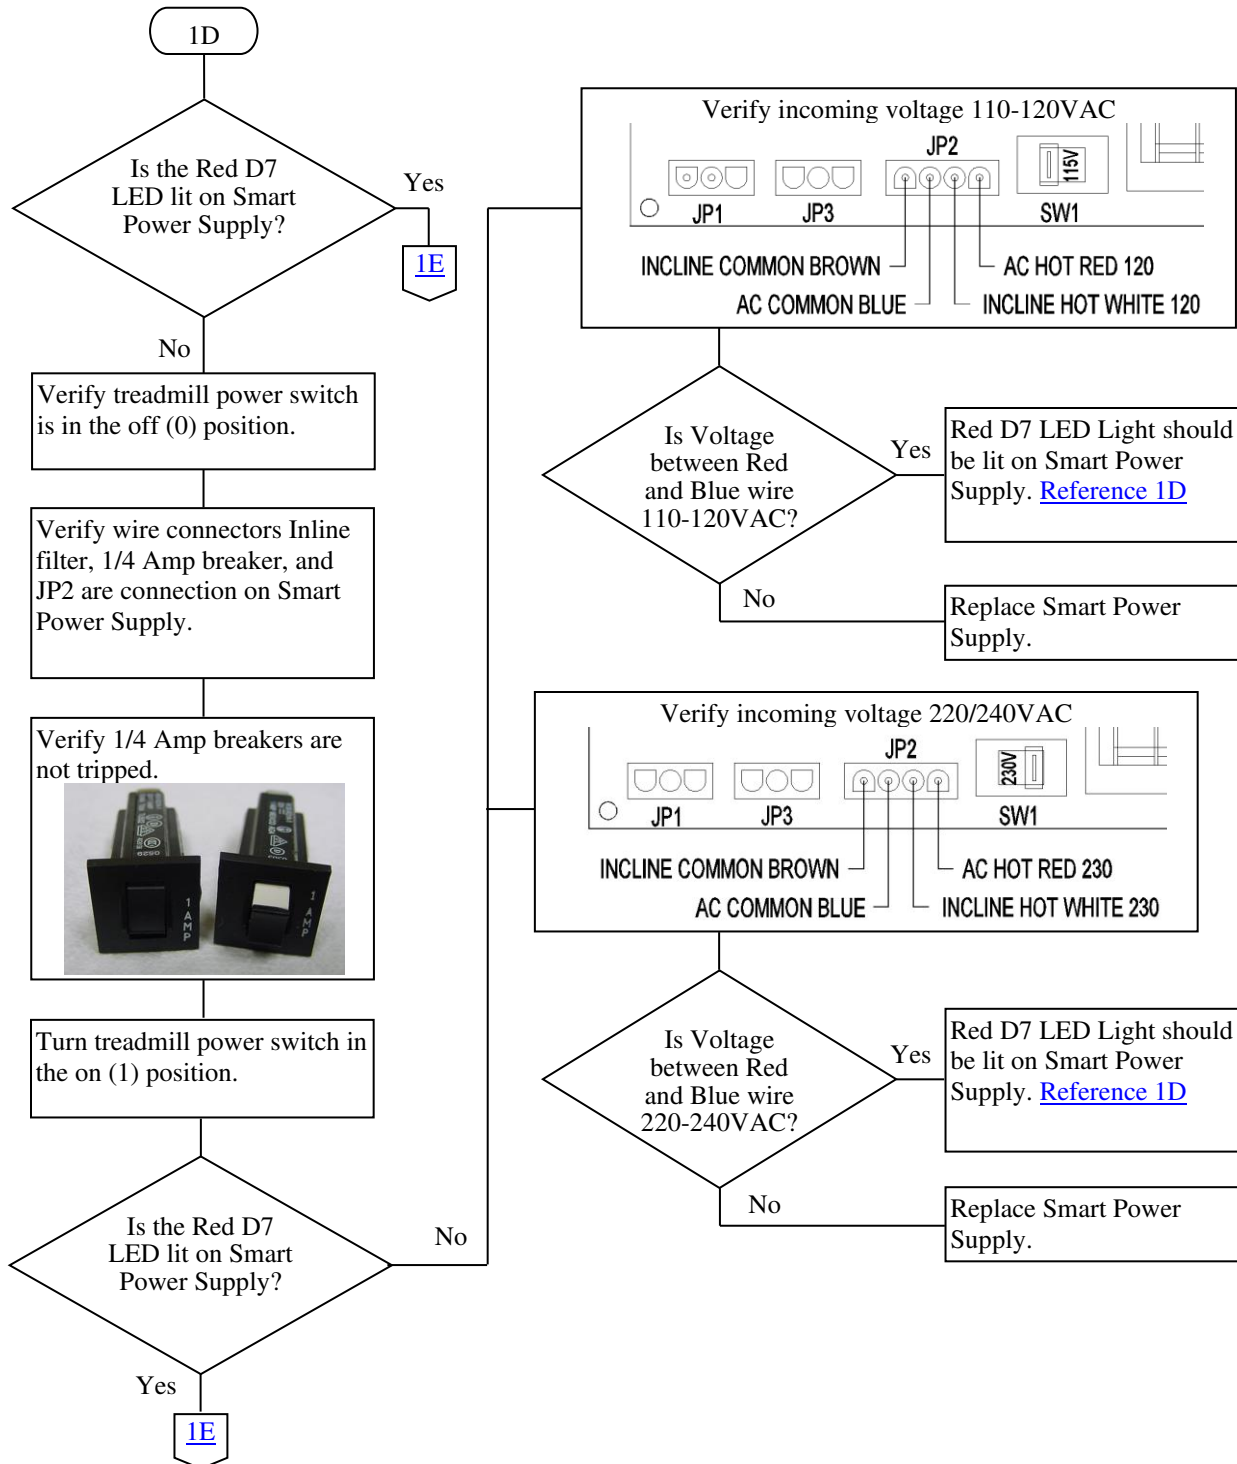 1D
Is the Red D7
LED lit on Smart
Power Supply?
Yes
1E
No
Verify treadmill power switch
is in the off (0) position.
Verify wire connectors Inline
filter, 1/4 Amp breaker, and
JP2 are connection on Smart
Power Supply.
Verify 1/4 Amp breakers are
not tripped.
1 AMP
1 AMP
Turn treadmill power switch in
the on (1) position.
Is the Red D7
LED lit on Smart
Power Supply?
No
Yes
1E
Verify incoming voltage 110-120VAC
JP2
115V
JP1
JP3
SW1
INCLINE COMMON BROWN
AC HOT RED 120
AC COMMON BLUE
INCLINE HOT WHITE 120
Is Voltage
between Red
and Blue wire
110-120VAC?
Yes
Red D7 LED Light should
be lit on Smart Power
Supply. Reference 1D
No
Replace Smart Power
Supply.
Verify incoming voltage 220/240VAC
JP2
230V
JP1
JP3
SW1
INCLINE COMMON BROWN
AC HOT RED 230
AC COMMON BLUE
INCLINE HOT WHITE 230
Is Voltage
between Red
and Blue wire
220-240VAC?
Yes
Red D7 LED Light should
be lit on Smart Power
Supply. Reference 1D
No
Replace Smart Power
Supply.